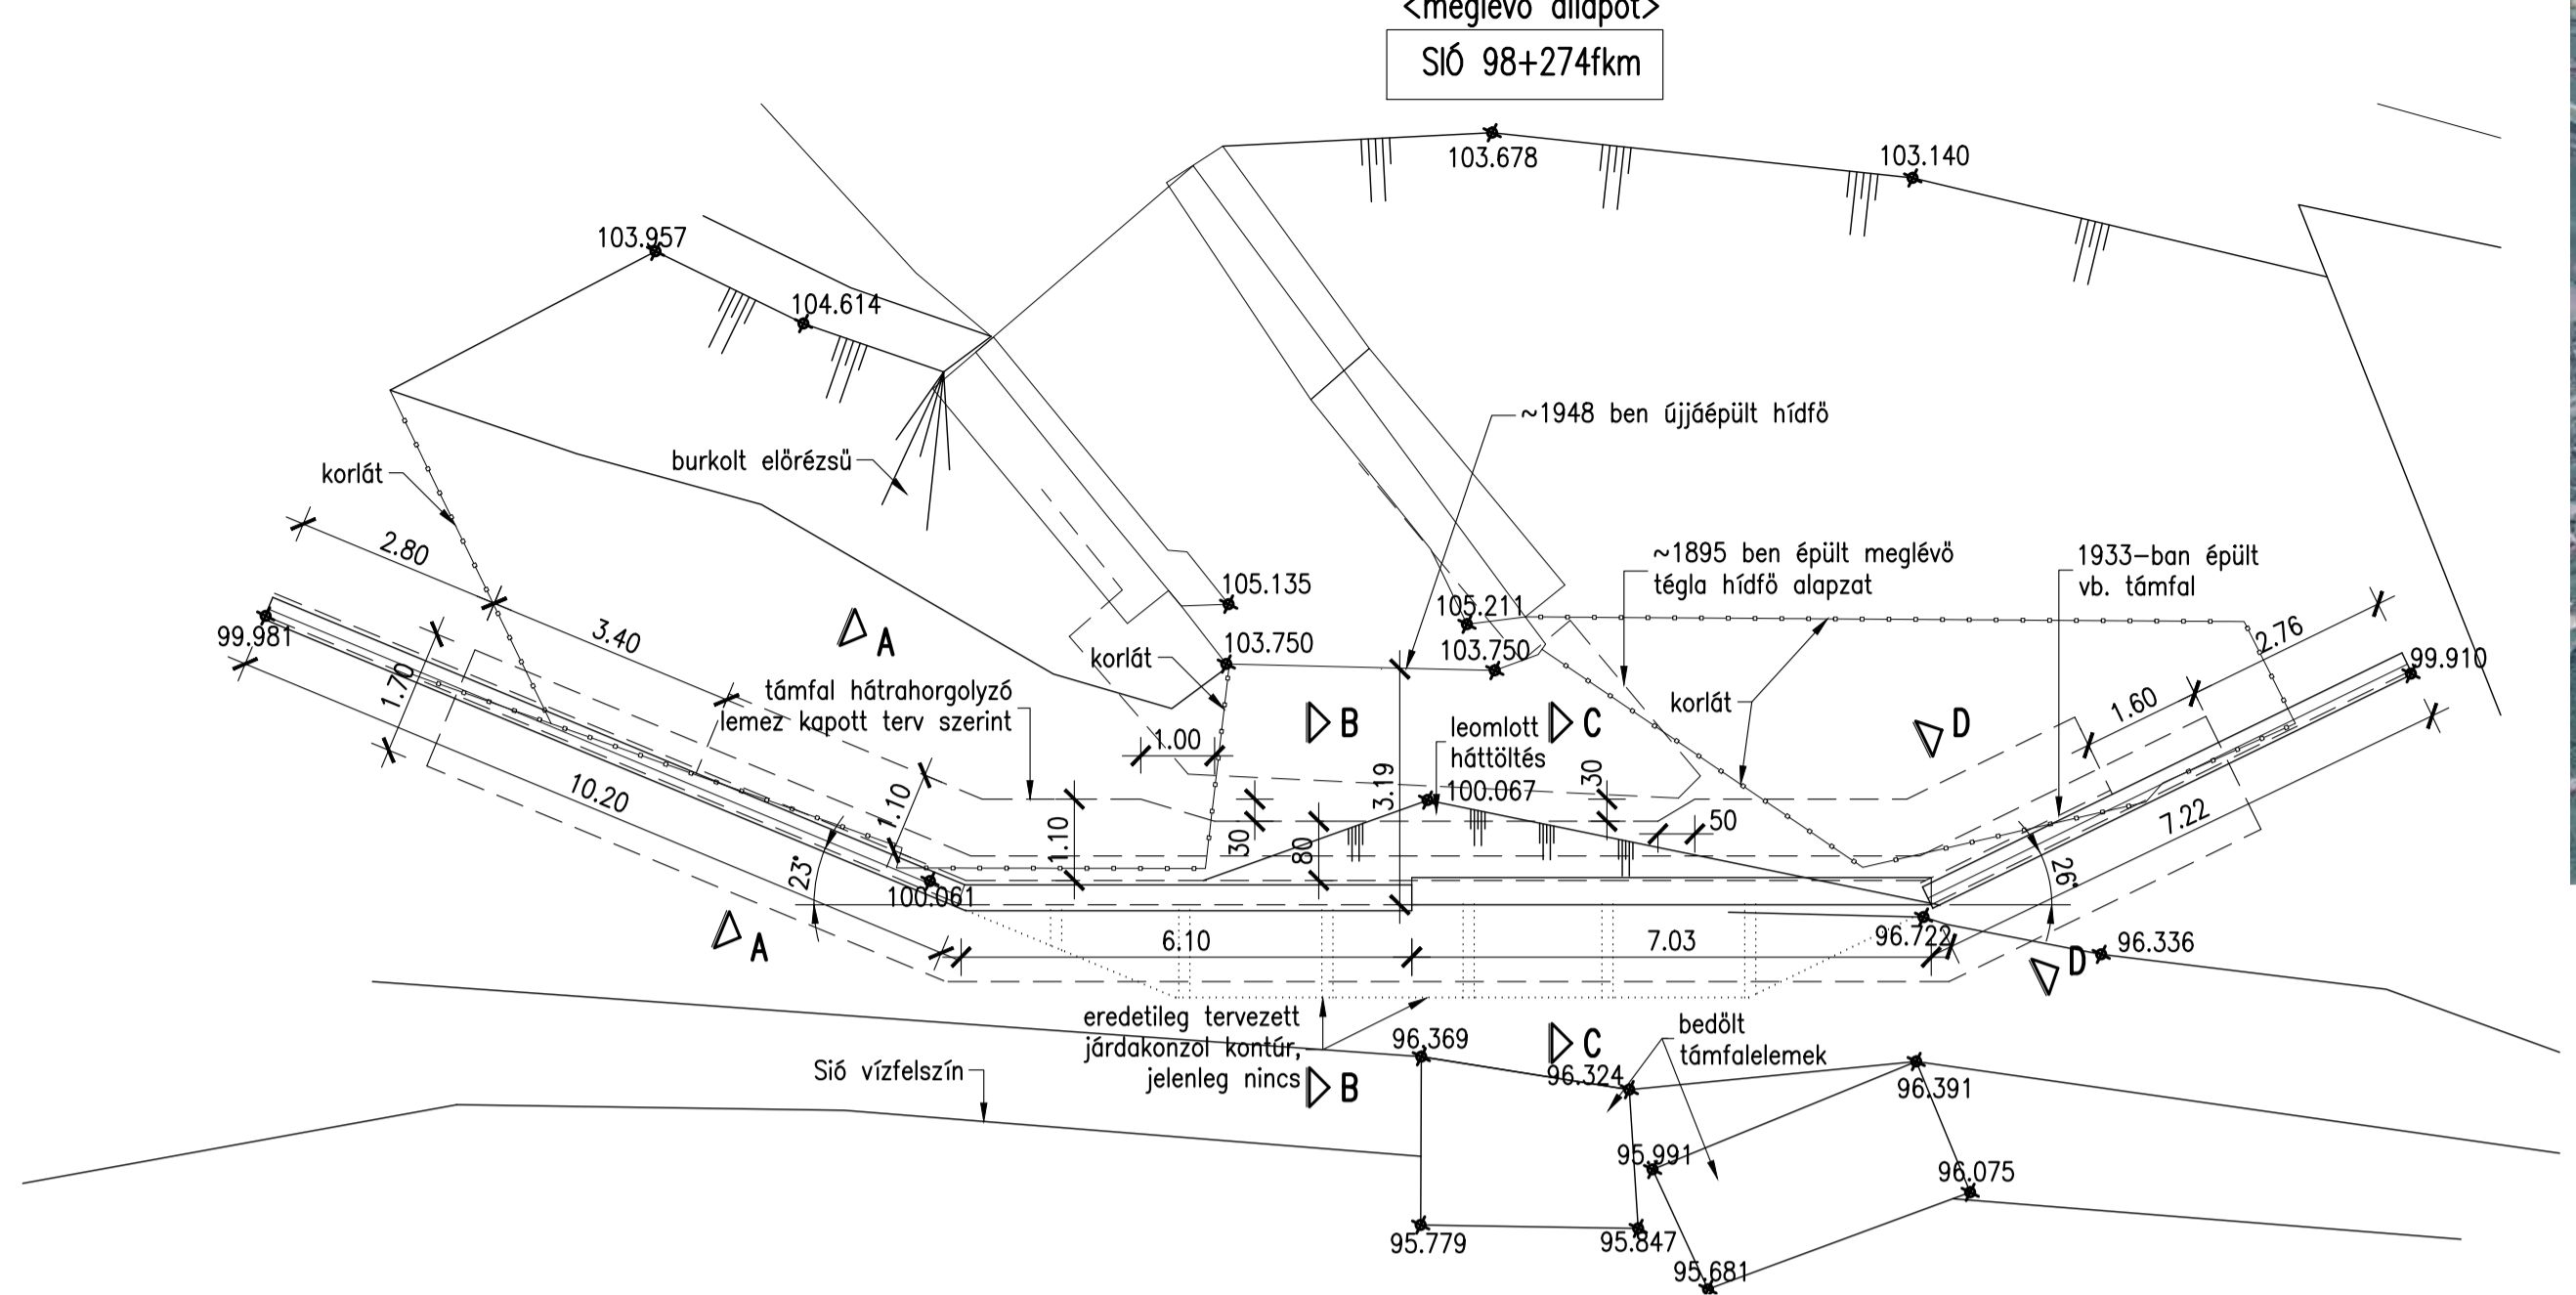 <meglévő állapot>
SIÓ 98+274fkm
103.678
103.140
103.957
104.614
~1948 ben újjáépült hídfő
burkolt előrézsű
korlát
2.80
~1895 ben épült meglévő
tégla hídfő alapzat
1933-ban épült
vb. támfal
105.135
105.211
99.981
3.40
A
103.750
103.750
2.76
99.910
korlát
1.70
támfal hátrahorgolyzó
lemez kapott terv szerint
korlát
1.60
B
leomlott
háttöltés
C
D
1.00
3.19
100.067
30
10.20
1.10
1.10
30
80
50
7.22
23°
26°
100.061
A
6.10
7.03
96.722
96.336
D
eredetileg tervezett
járdakonzol kontúr,
jelenleg nincs
96.369
C
bedőlt
támfalelemek
Sió vízfelszín
B
96.324
96.391
95.991
96.075
95.779
95.847
95.681